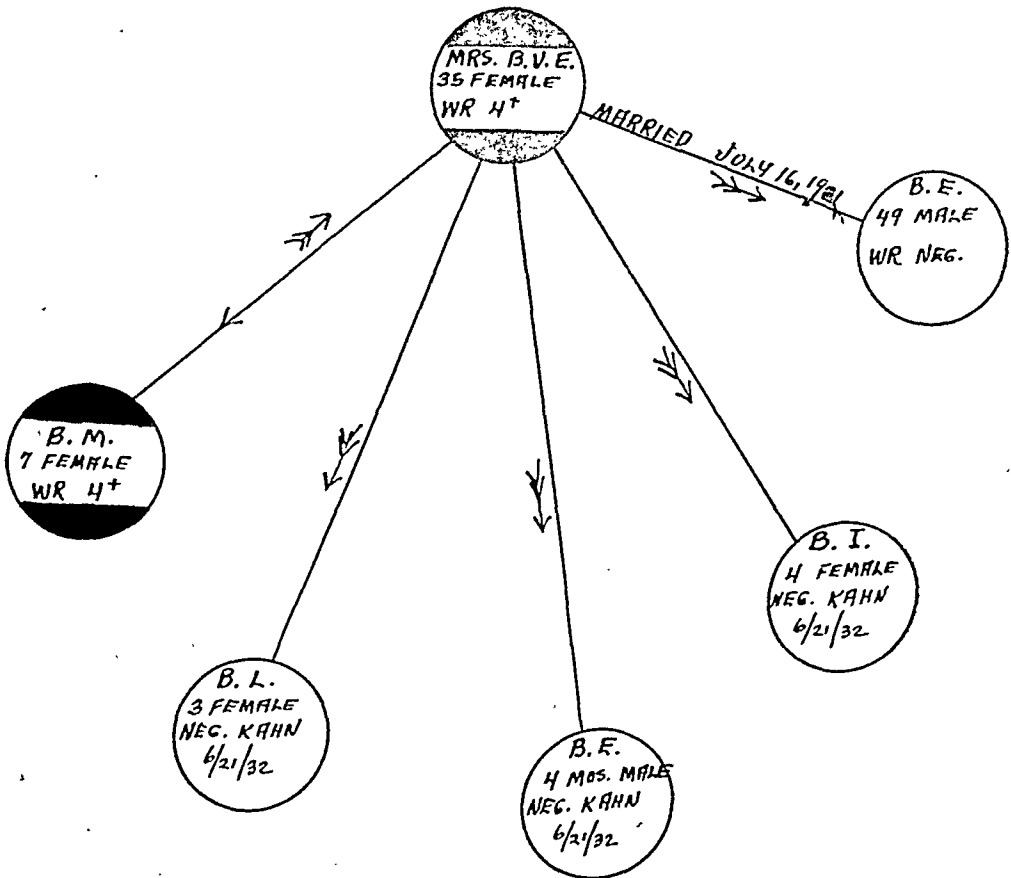 MRS. B.V.E.
35 FEMALE
WR 4+
MARRIED JULY 16,
B. E.
49 MALE
WR NEG.
B. M.
7 FEMALE
WR 4+
B. I.
4 FEMALE
NEG. KAHN
6/21/32
B. L.
3 FEMALE
NEG. KAHN
6/21/32
B. E.
4 MOS. MALE
NEG. KAHN
6/21/32